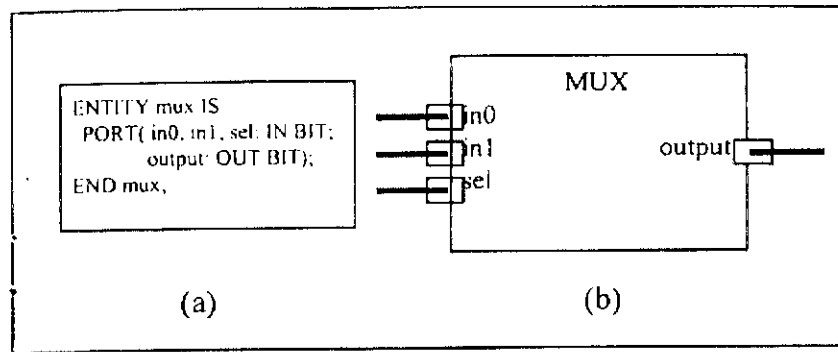 ENTITY mux IS
PORT( in0, in1, sel: IN BIT;
output: OUT BIT);
END mux,
MUX
in0
in1
sel
output
(a)
(b)